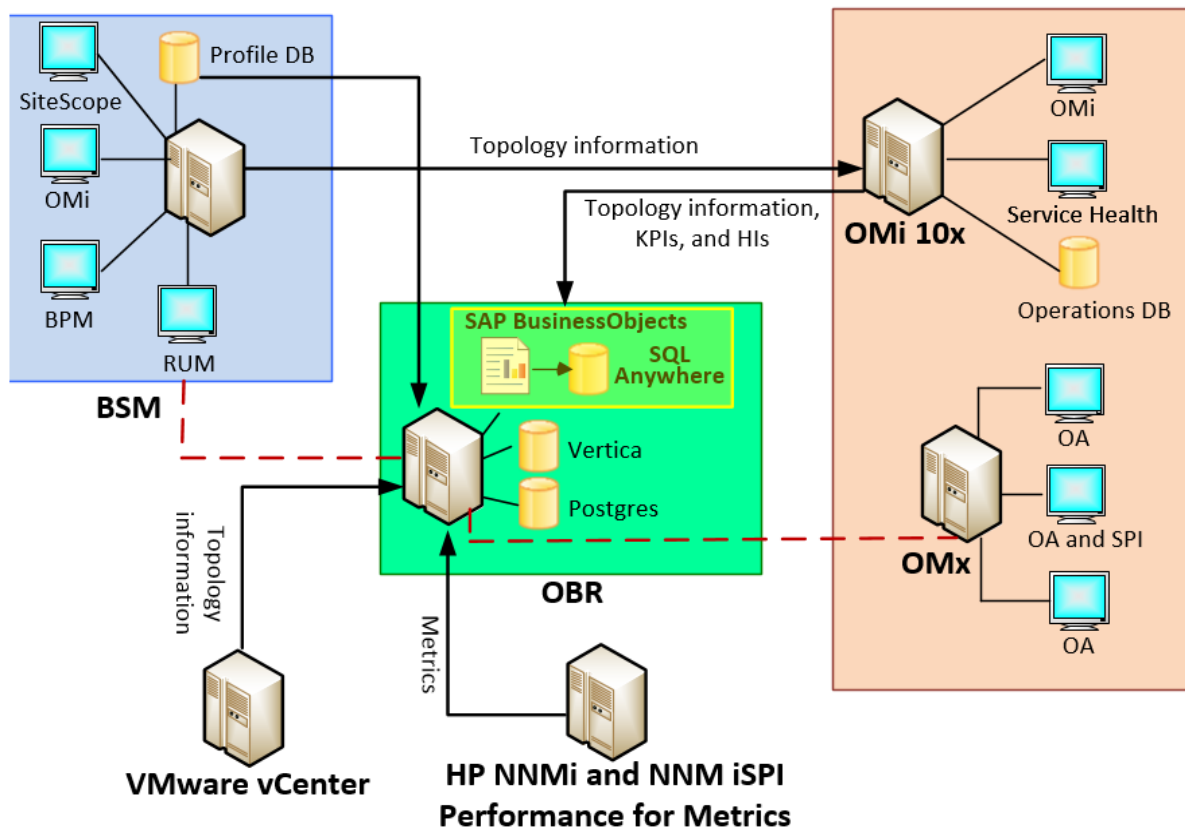 Profile DB
SiteScope
OMi
BPM
RUM
BSM
Topology information
Topology information,
KPIs, and HIs
OMi
Service Health
OMi 10x
Operations DB
SAP BusinessObjects
SQL
Anywhere
Vertica
Postgres
OBR
OA
OA and SPI
OMx
OA
Topology
information
Metrics
VMware vCenter
HP NNMi and NNM iSPI
Performance for Metrics